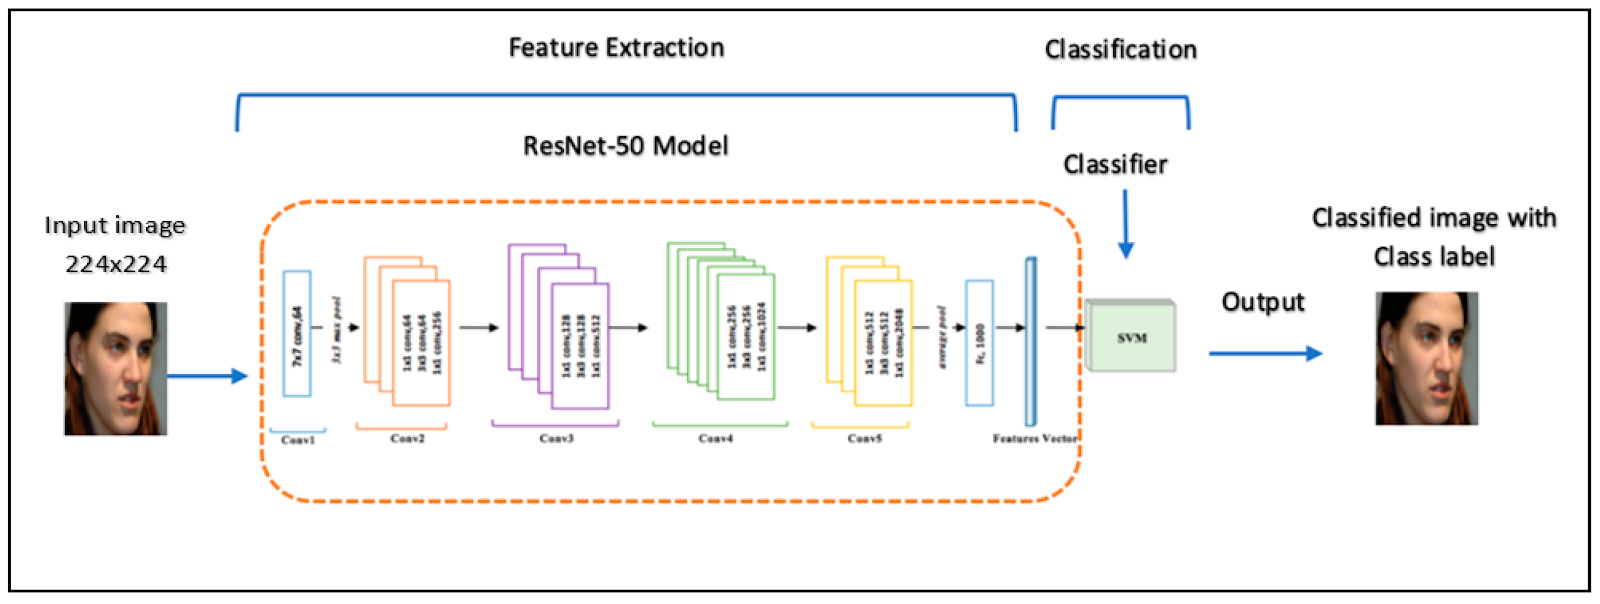 Feature Extraction
Classification
ResNet-50 Model
Classifier
Input image
224x224
Classified image with
Class label
Output
7x7 conv,64
3x3 max pool
1x1 conv,64
3x3 conv,64
1x1 conv,256
1x1 conv,128
3x3 conv,128
1x1 conv,512
1x1 conv,256
3x3 conv,256
1x1 conv,1024
1x1 conv,512
3x3 conv,512
1x1 conv,2048
average pool
Fc, 1000
SVM
Conv1
Conv2
Conv3
Conv4
Conv5
Features Vector